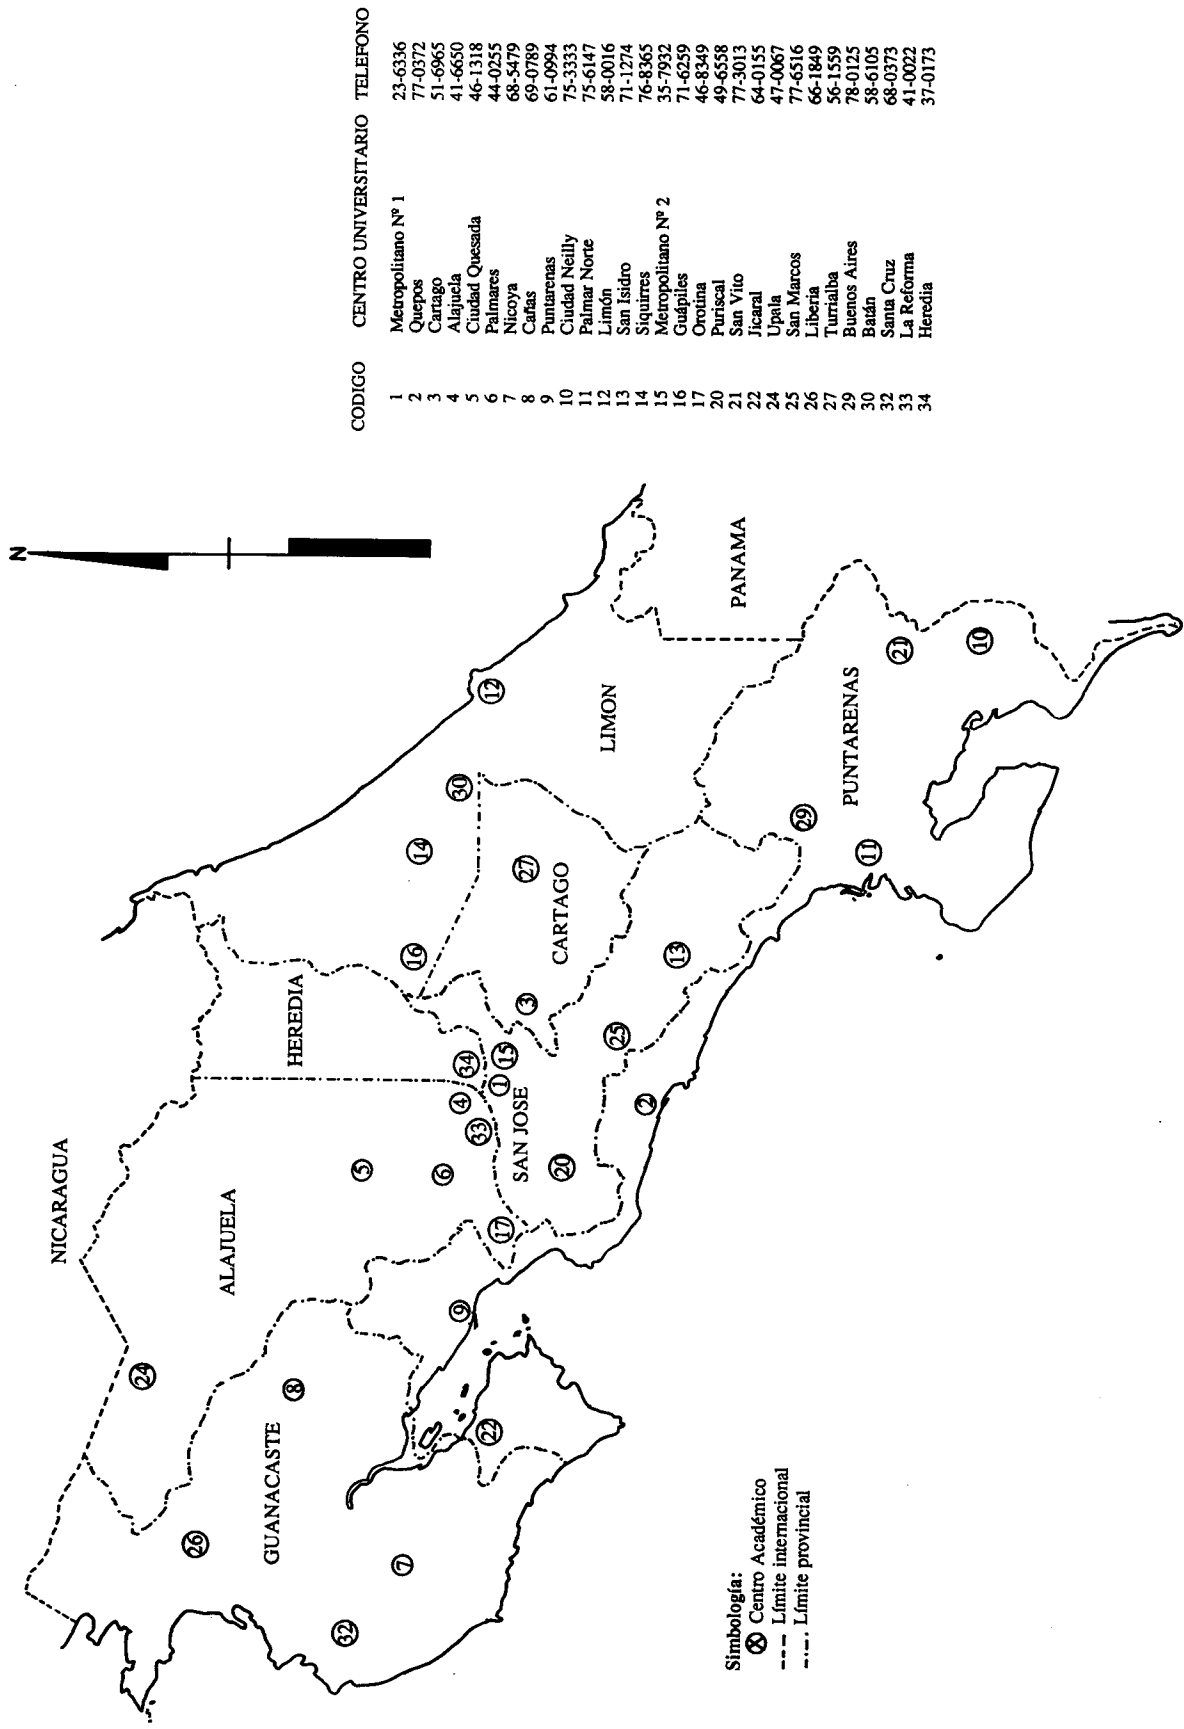 N
CODIGO CENTRO UNIVERSITARIO TELEFONO
1 Metropolitano Nº 1 23-6336
2 Quepos 77-0372
3 Cartago 51-6965
4 Alajuela 41-6650
5 Ciudad Quesada 46-1318
6 Palmares 44-0255
7 Nicoya 68-5479
8 Cañas 69-0789
9 Puntarenas 61-0994
10 Ciudad Neilly 75-3333
11 Palmar Norte 75-6147
12 Limón 58-0016
13 San Isidro 71-1274
14 Siquirres 76-8365
15 Metropolitano Nº 2 35-7932
16 Guápiles 71-6259
17 Orotina 46-8349
20 Puriscal 49-6558
21 San Vito 77-3013
22 Jicaral 64-0155
24 Upala 47-0067
25 San Marcos 77-6516
26 Liberia 66-1849
27 Turrialba 56-1559
29 Buenos Aires 78-0125
30 Batán 58-6105
32 Santa Cruz 68-0373
33 La Reforma 41-0022
34 Heredia 37-0173
NICARAGUA
24
ALAJUELA
HEREDIA
26
8
GUANACASTE
5
32
7
16
14
6
9
4
34
30
33
22
17
1
15
12
SAN JOSE
3
27
CARTAGO
20
LIMON
25
2
13
PANAMA
29
PUNTARENAS
11
21
10
Simbología:
Centro Académico
--- Límite internacional
-.-. Límite provincial